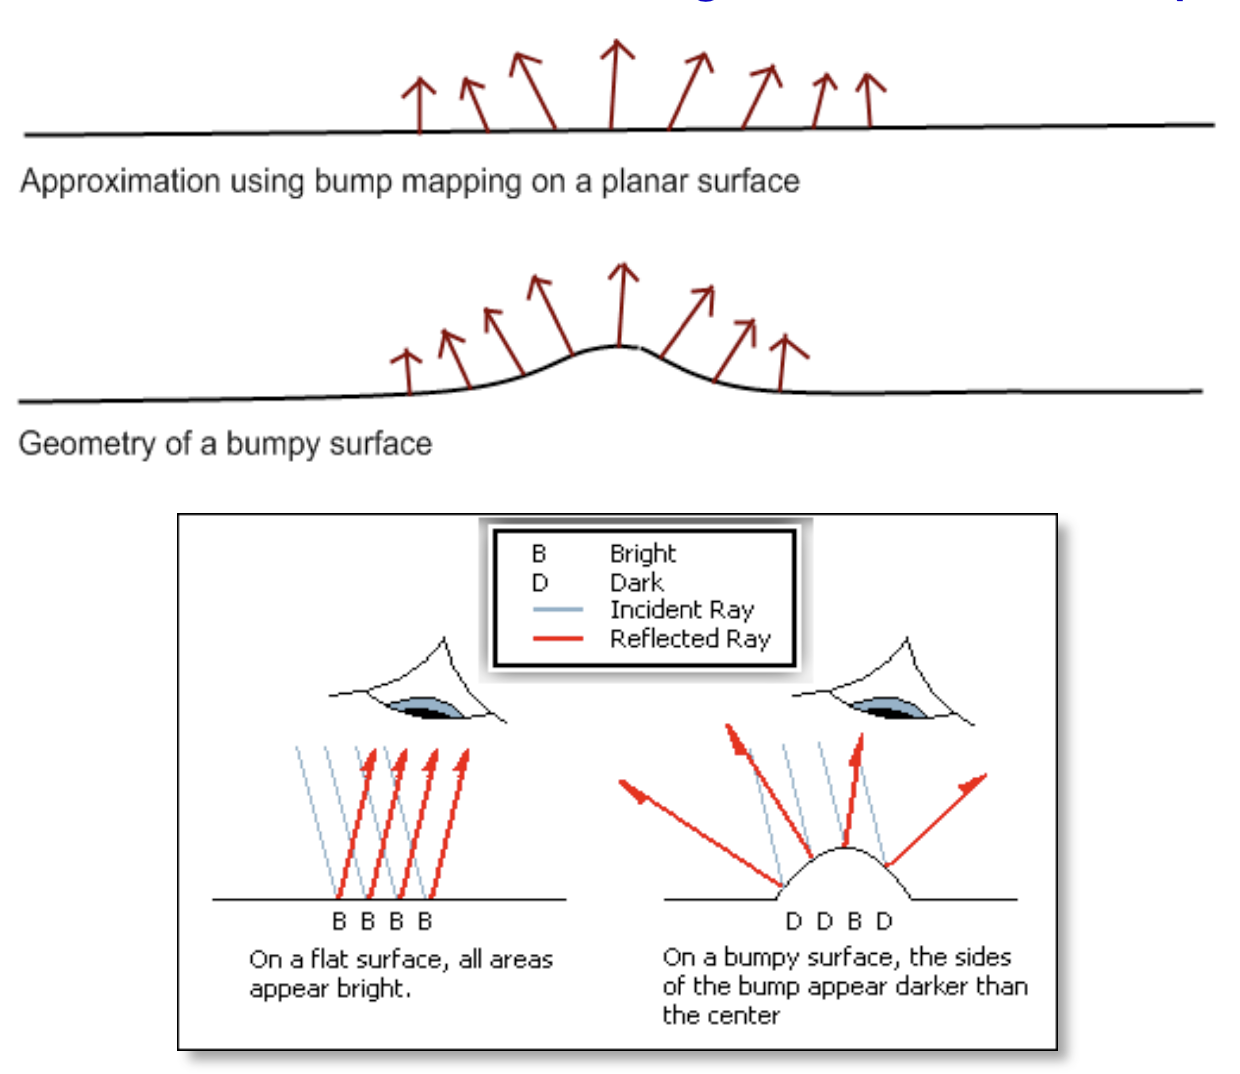 Approximation using bump mapping on a planar surface
Geometry of a bumpy surface
B Bright
D Dark
Incident Ray
Reflected Ray
B B B B
On a flat surface, all areas
appear bright.
D D B D
On a bumpy surface, the sides
of the bump appear darker than
the center